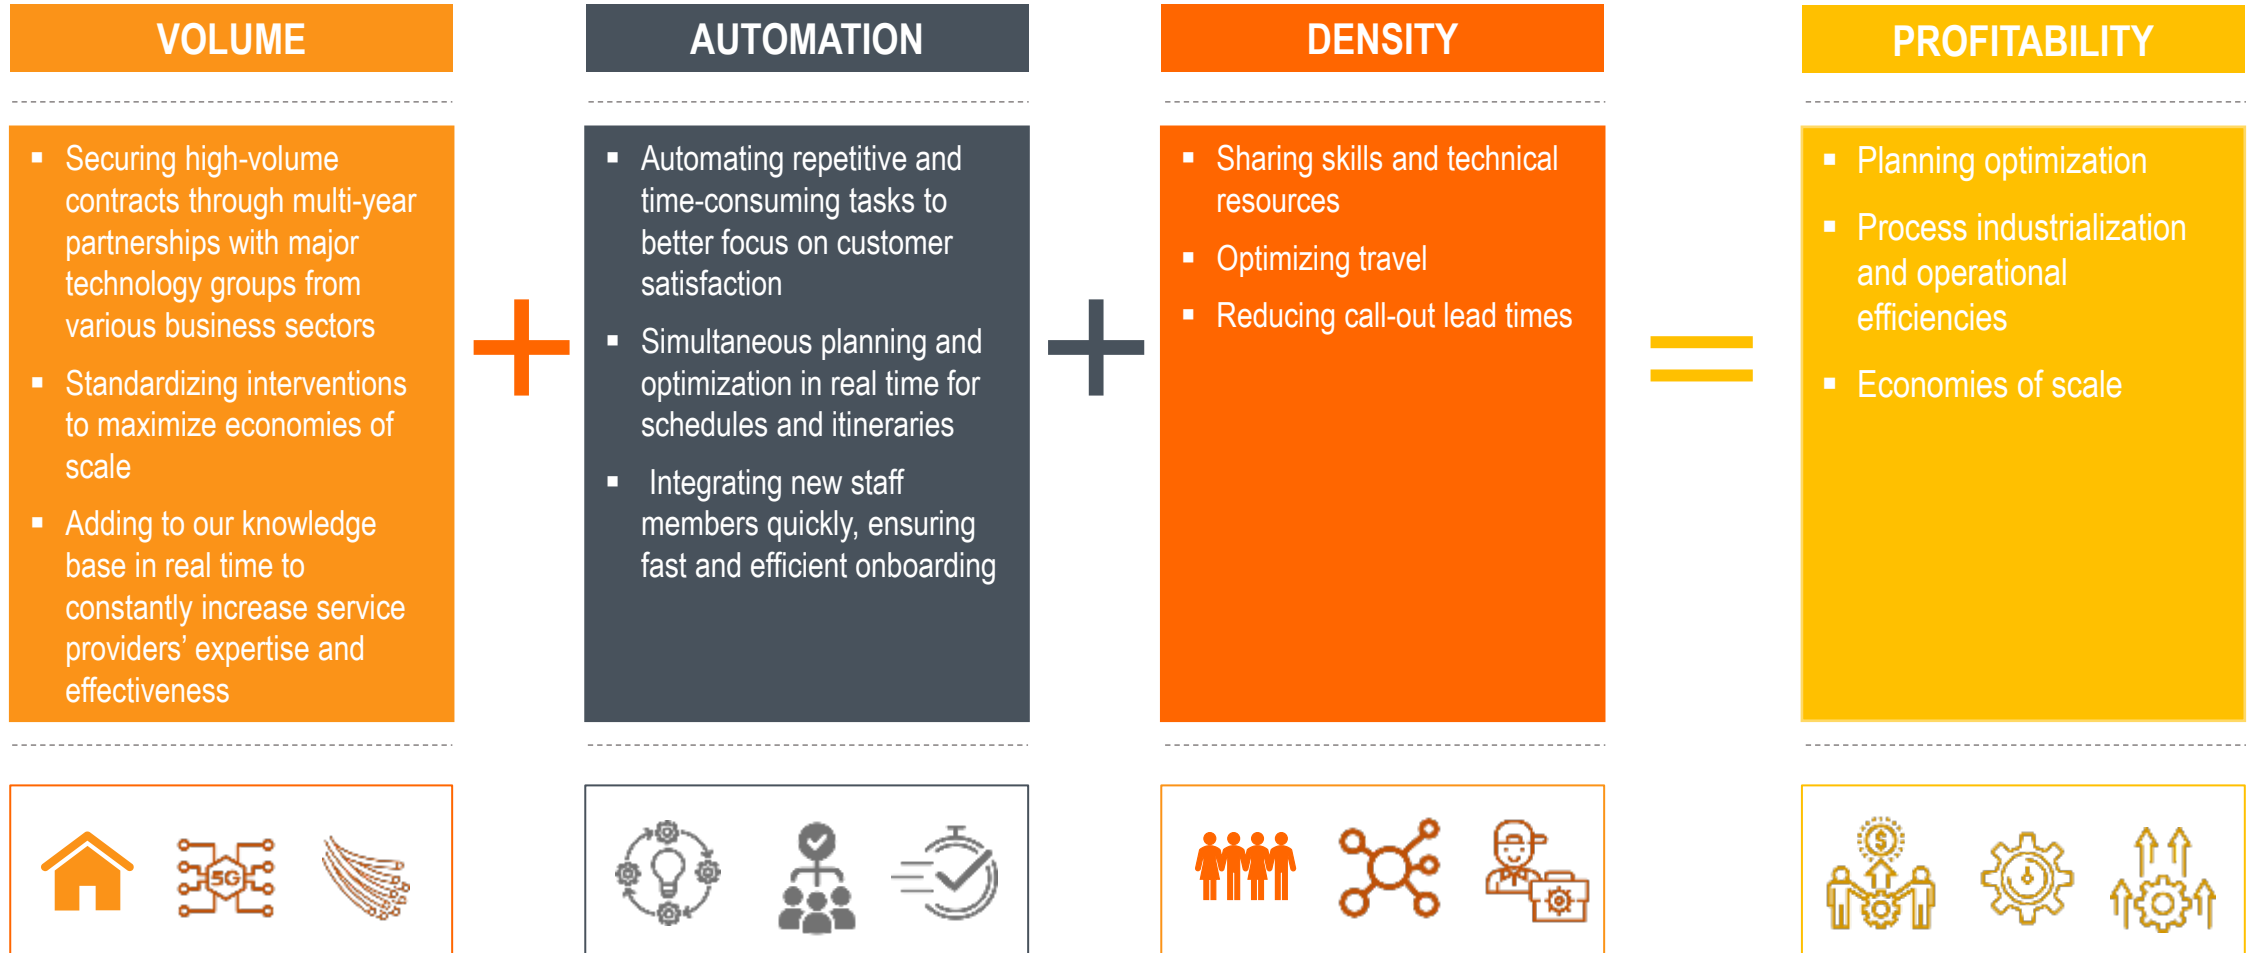 VOLUME
▪ Securing high-volume
contracts through multi-year
partnerships with major
technology groups from
various business sectors
▪ Standardizing interventions
to maximize economies of
scale
▪ Adding to our knowledge
base in real time to
constantly increase service
providers’ expertise and
effectiveness
5G
+
AUTOMATION
▪ Automating repetitive and
time-consuming tasks to
better focus on customer
satisfaction
▪ Simultaneous planning and
optimization in real time for
schedules and itineraries
▪ Integrating new staff
members quickly, ensuring
fast and efficient onboarding
+
DENSITY
▪ Sharing skills and technical
resources
▪ Optimizing travel
▪ Reducing call-out lead times
=
PROFITABILITY
▪ Planning optimization
▪ Process industrialization
and operational
efficiencies
▪ Economies of scale
$